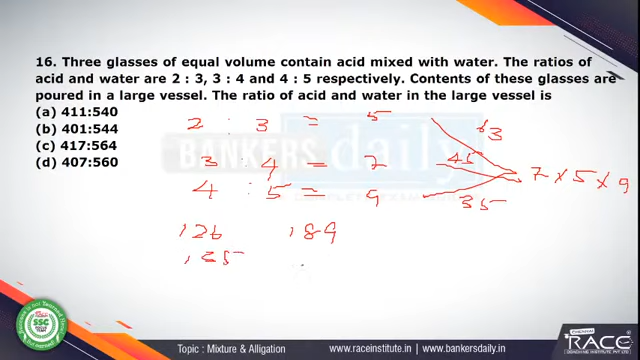 16. Three glasses of equal volume contain acid mixed with water. The ratios of
acid and water are 2 : 3, 3 : 4 and 4 : 5 respectively. Contents of these glasses are
poured in a large vessel. The ratio of acid and water in the large vessel is
(a) 411:540
(b) 401:544
(c) 417:564
(d) 407:560
2 : 3 = 5 63
3 : 4 = 7 45 7 x 5 x 9
4 : 5 = 9 35
126 189
135
BANKERS daily
SSC
Topic : Mixture & Alligation
www.raceinstitute.in | www.bankersdaily.in
RACE